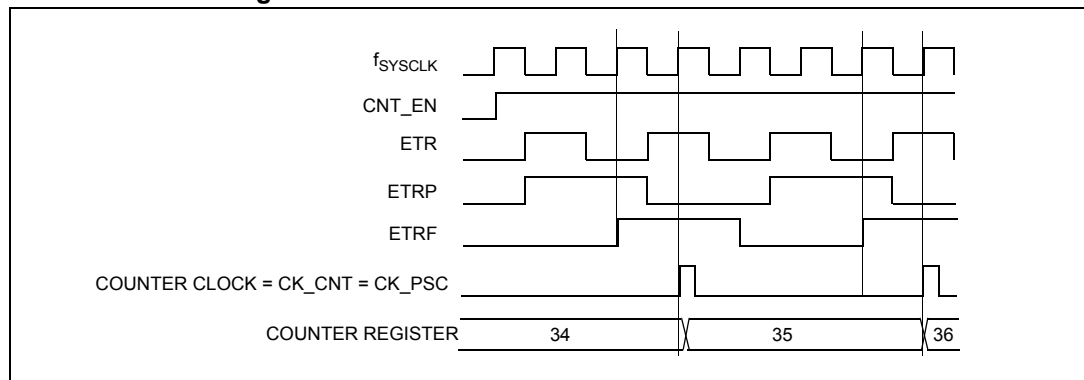 fSYSCLK
CNT_EN
ETR
ETRP
ETRF
COUNTER CLOCK = CK_CNT = CK_PSC
COUNTER REGISTER 34 35 36